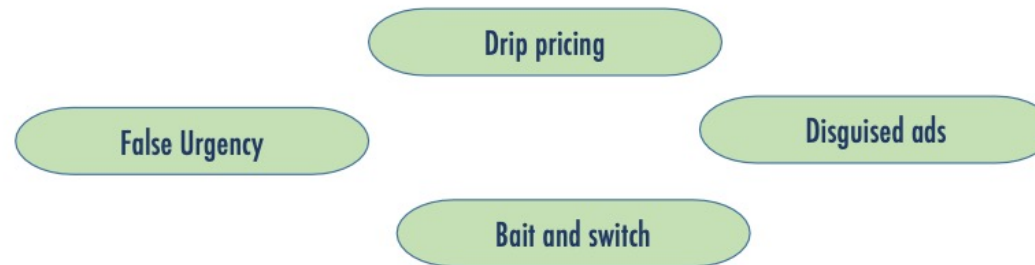 Drip pricing
False Urgency
Disguised ads
Bait and switch